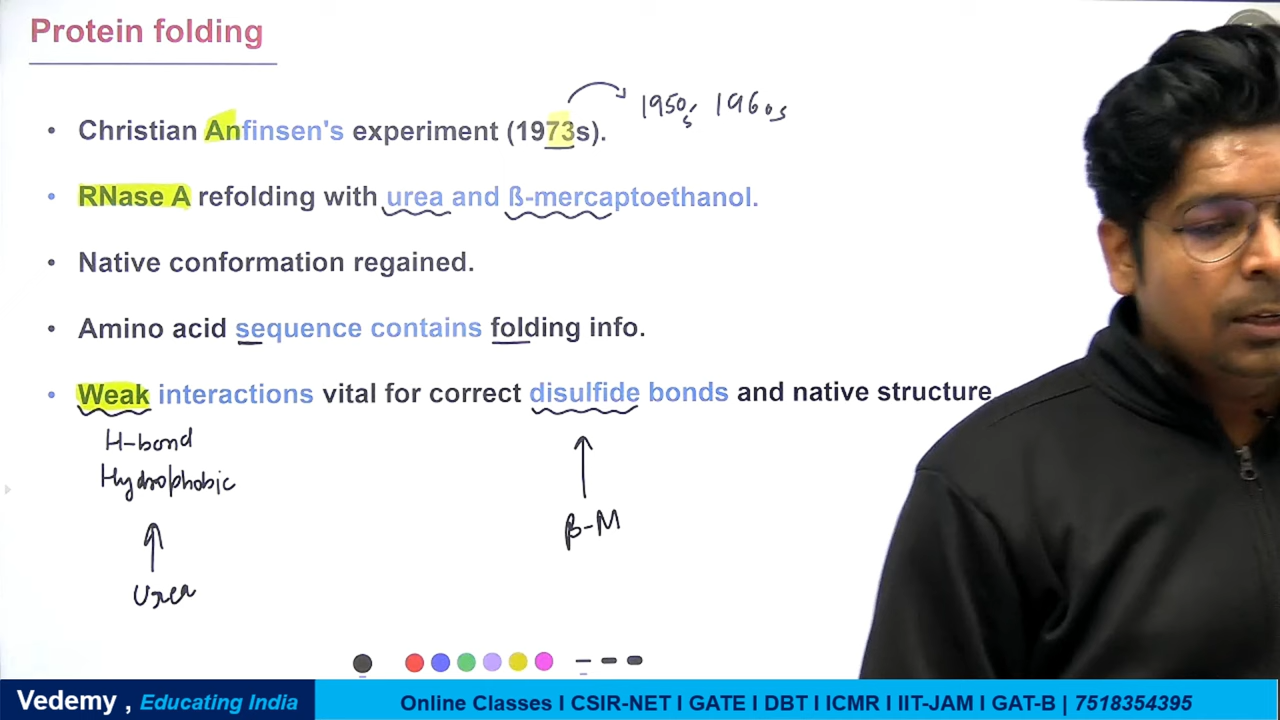 Protein folding
1950s 1960s
• Christian Anfinsen's experiment (1973s).
• RNase A refolding with urea and ß-mercaptoethanol.
• Native conformation regained.
• Amino acid sequence contains folding info.
• Weak interactions vital for correct disulfide bonds and native structure
H-bond
Hydrophobic
β-M
Urea
Vedemy , Educating India
Online Classes I CSIR-NET I GATE I DBT I ICMR I IIT-JAM I GAT-B | 7518354395